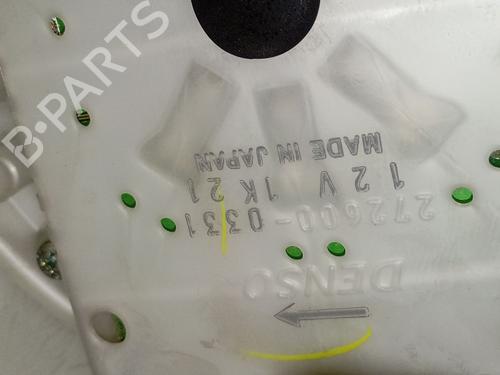 B-PARTS
DENSO
272600-0331
12V 1K21
MADE IN JAPAN